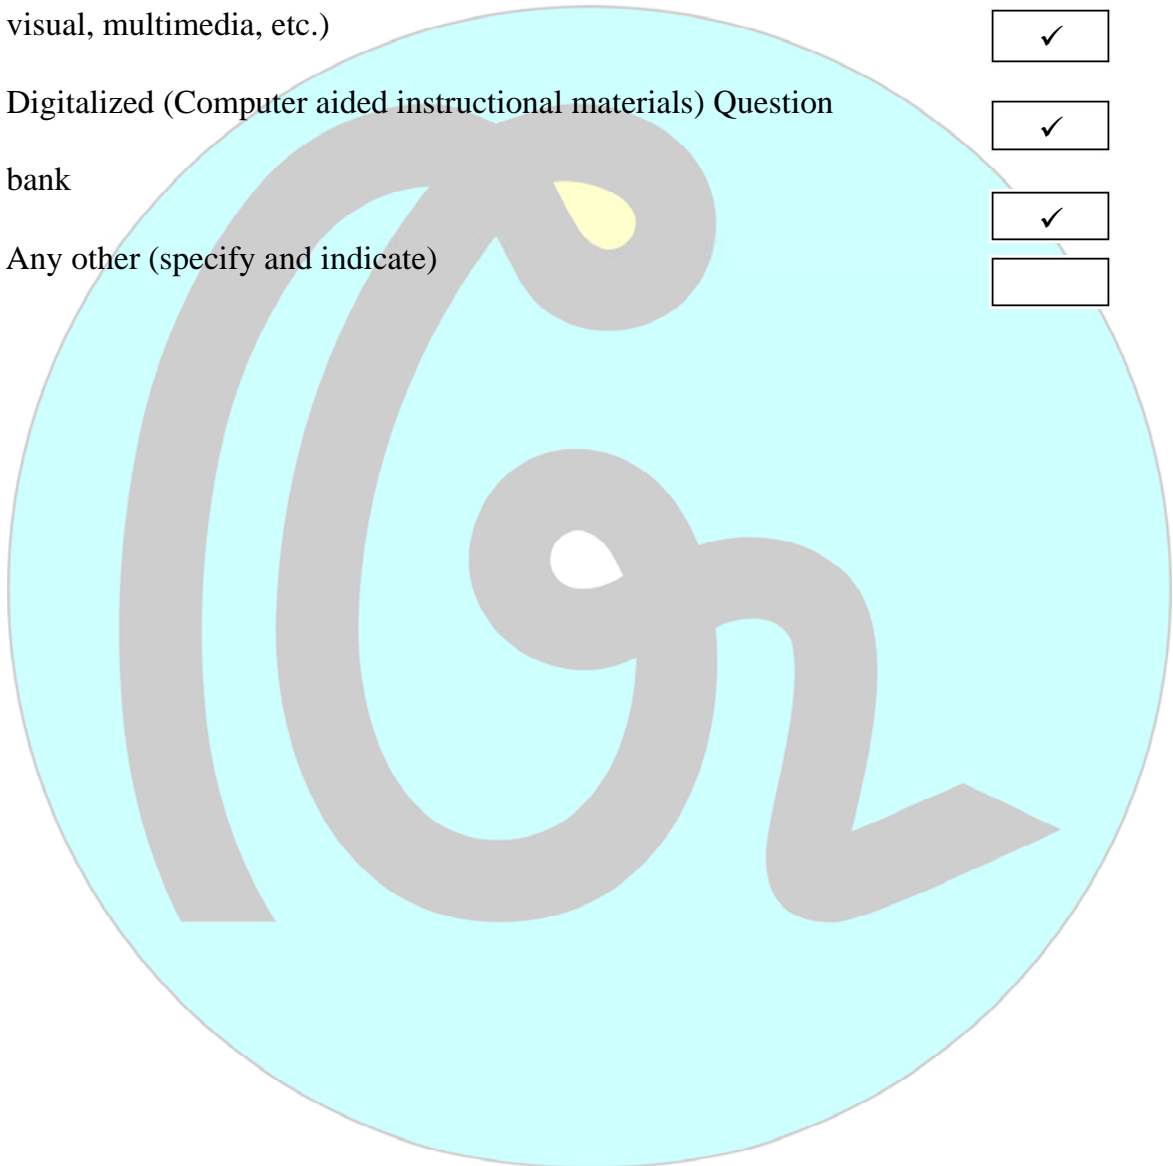 visual, multimedia, etc.) ✓
Digitalized (Computer aided instructional materials) Question ✓
bank ✓
Any other (specify and indicate)